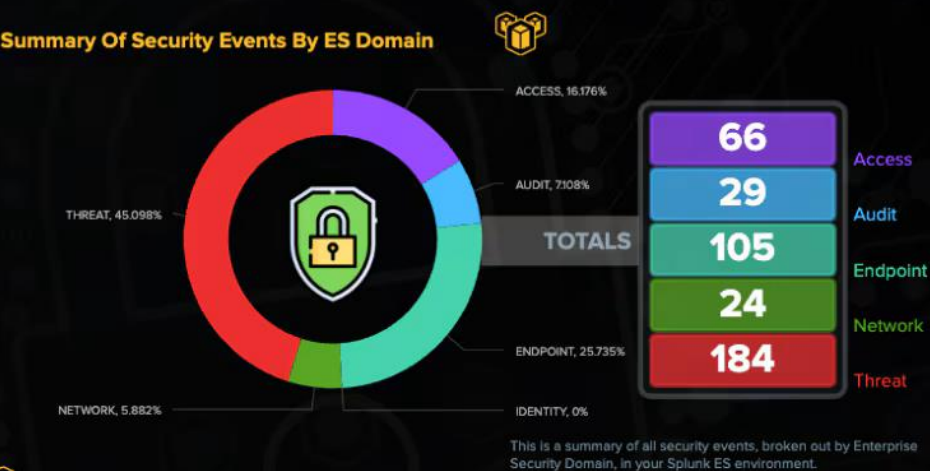 Summary Of Security Events By ES Domain
ACCESS, 16.176%
AUDIT, 7.108%
THREAT, 45.098%
ENDPOINT, 25.735%
NETWORK, 5.882%
IDENTITY, 0%
TOTALS
66
Access
29
Audit
105
Endpoint
24
Network
184
Threat
This is a summary of all security events, broken out by Enterprise
Security Domain, in your Splunk ES environment.